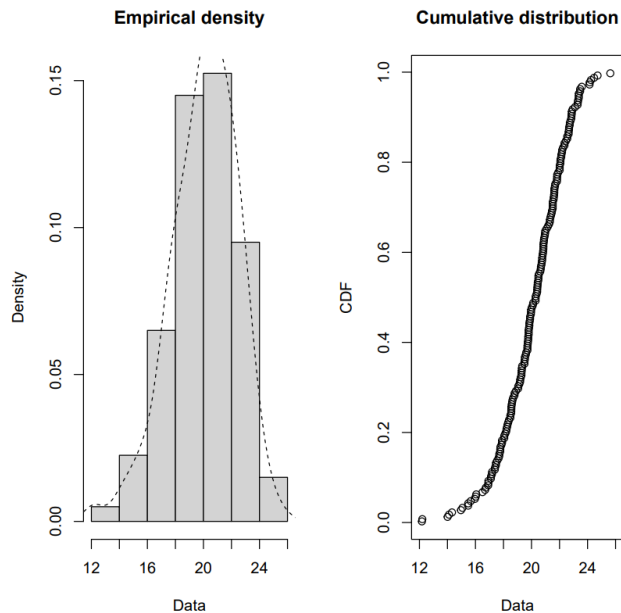 Empirical density
Density
0.00
0.05
0.10
0.15
12 16 20 24
Data
Cumulative distribution
CDF
0.0
0.2
0.4
0.6
0.8
1.0
12 16 20 24
Data